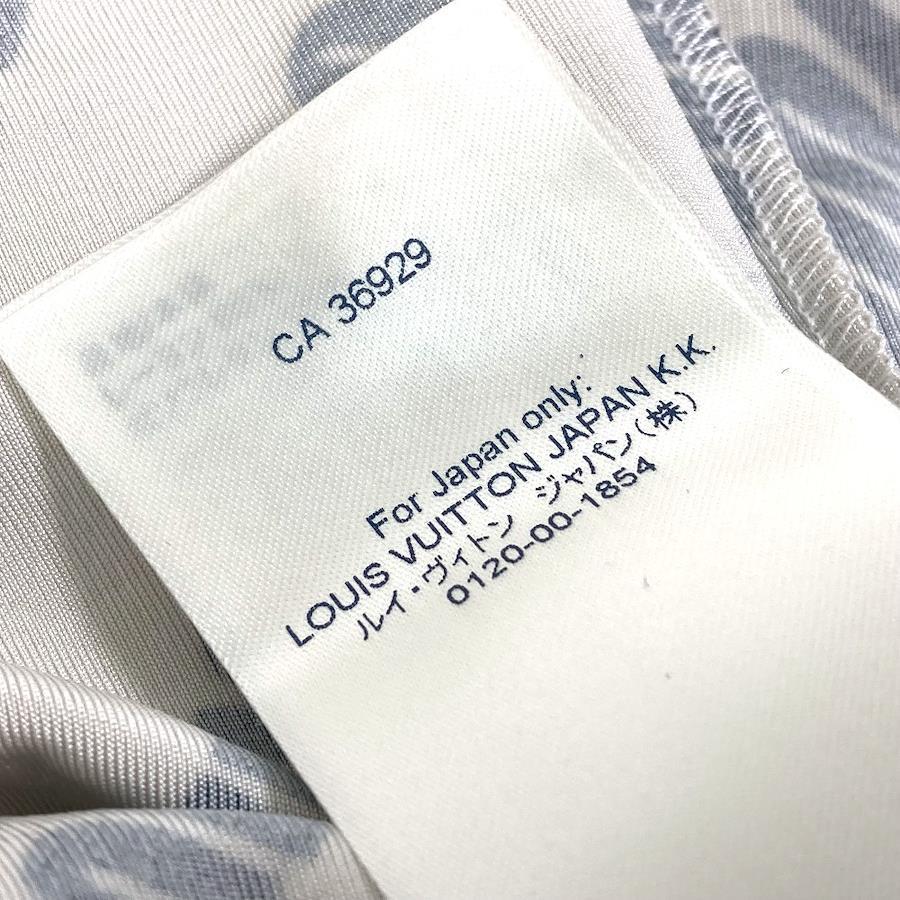 CA 36929
For Japan only:
LOUIS VUITTON JAPAN K.K.
ルイ・ヴィトン ジャパン(株)
0120-00-1854